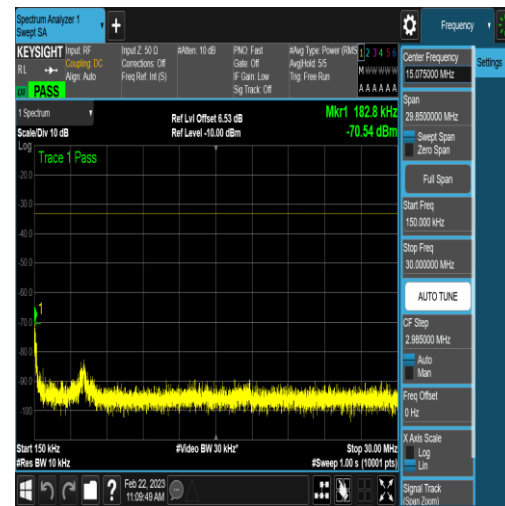 Spectrum Analyzer 1
Swept SA
+
Frequency
KEYSIGHT
RL
PASS
Input: RF
Coupling: DC
Align: Auto
Input Z: 50 Ω
Corrections: Off
Freq Ref: Int (S)
#Atten: 10 dB
PNO: Fast
Gate: Off
IF Gain: Low
Sig Track: Off
#Avg Type: Power (RMS
Avg|Hold: 5/5
Trig: Free Run
1 2 3 4 5 6
M W W W W W
A A A A A A
Center Frequency
15.075000 MHz
Settings
Span
29.8500000 MHz
Swept Span
Zero Span
Full Span
Start Freq
150.000 kHz
Stop Freq
30.000000 MHz
AUTO TUNE
CF Step
2.985000 MHz
Auto
Man
Freq Offset
0 Hz
X Axis Scale
Log
Lin
Signal Track
(Span Zoom)
1 Spectrum
Scale/Div 10 dB
Ref Lvl Offset 6.53 dB
Ref Level -10.00 dBm
Mkr1 182.8 kHz
-70.54 dBm
Log
Trace 1 Pass
-20.0
-30.0
-40.0
-50.0
-60.0
-70.0
-80.0
-90.0
-100
1
Start 150 kHz
#Res BW 10 kHz
#Video BW 30 kHz*
Stop 30.00 MHz
#Sweep 1.00 s (10001 pts)
?
Feb 22, 2023
11:09:49 AM